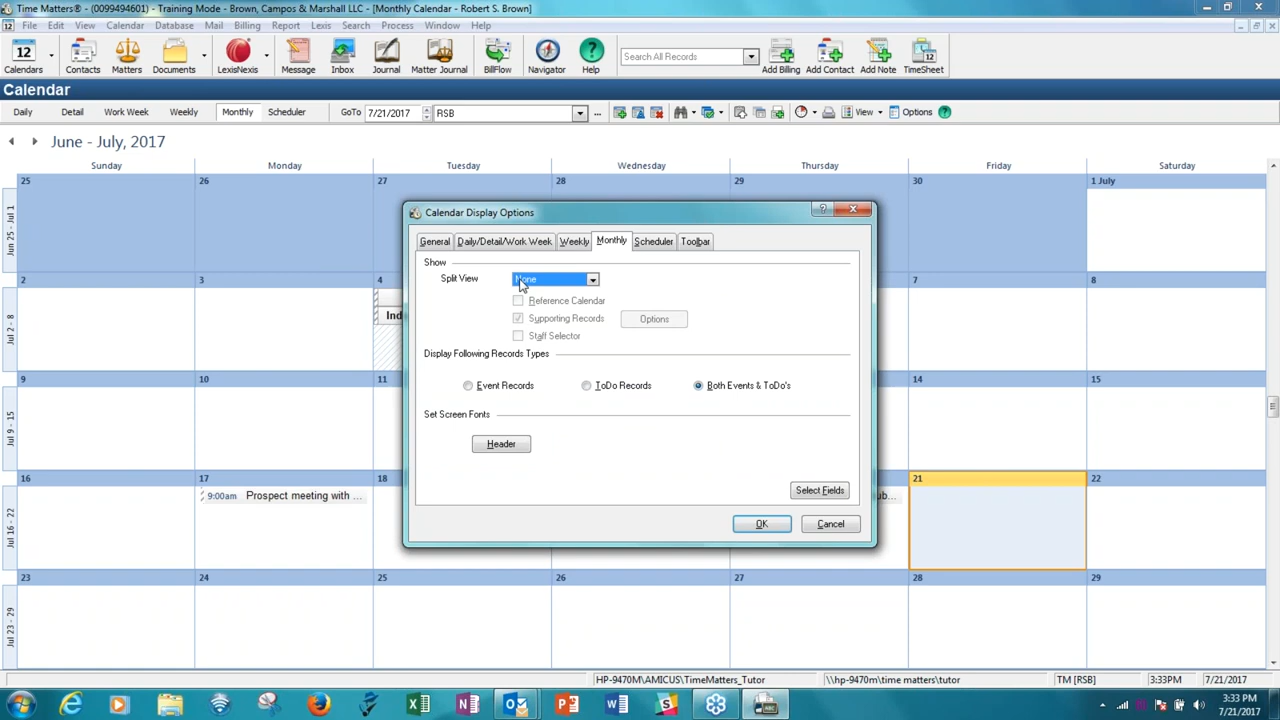 Time Matters® - (0099494601) - Training Mode - Brown, Campos & Marshall LLC - [Monthly Calendar - Robert S. Brown]
12 File Edit View Calendar Database Mail Billing Report Lexis Search Process Window Help
12
Calendars Contacts Matters Documents LexisNexis Message Inbox Journal Matter Journal BillFlow Navigator Help Search All Records Add Billing Add Contact Add Note TimeSheet
Calendar
Daily Detail Work Week Weekly Monthly Scheduler GoTo 7/21/2017 RSB ... View Options
June - July, 2017
Sunday Monday Tuesday Wednesday Thursday Friday Saturday
Jun 25 - Jul 1
25 26 27 28 29 30 1 July
Calendar Display Options
General Daily/Detail/Work Week Weekly Monthly Scheduler Toolbar
Show
Split View None
Reference Calendar
Supporting Records Options
Staff Selector
Display Following Records Types
Event Records ToDo Records Both Events & ToDo's
Set Screen Fonts
Header
Select Fields
OK Cancel
Jul 2 - 8
2 3 4 7 8
Ind
Jul 9 - 15
9 10 11 14 15
Jul 16 - 22
16 17 18 21 22
9:00am Prospect meeting with ... ub...
Jul 23 - 29
23 24 25 26 27 28 29
HP-9470M\AMICUS\TimeMatters_Tutor \\hp-9470m\time matters\tutor TM [RSB] 3:33PM 7/21/2017
3:33 PM
7/21/2017